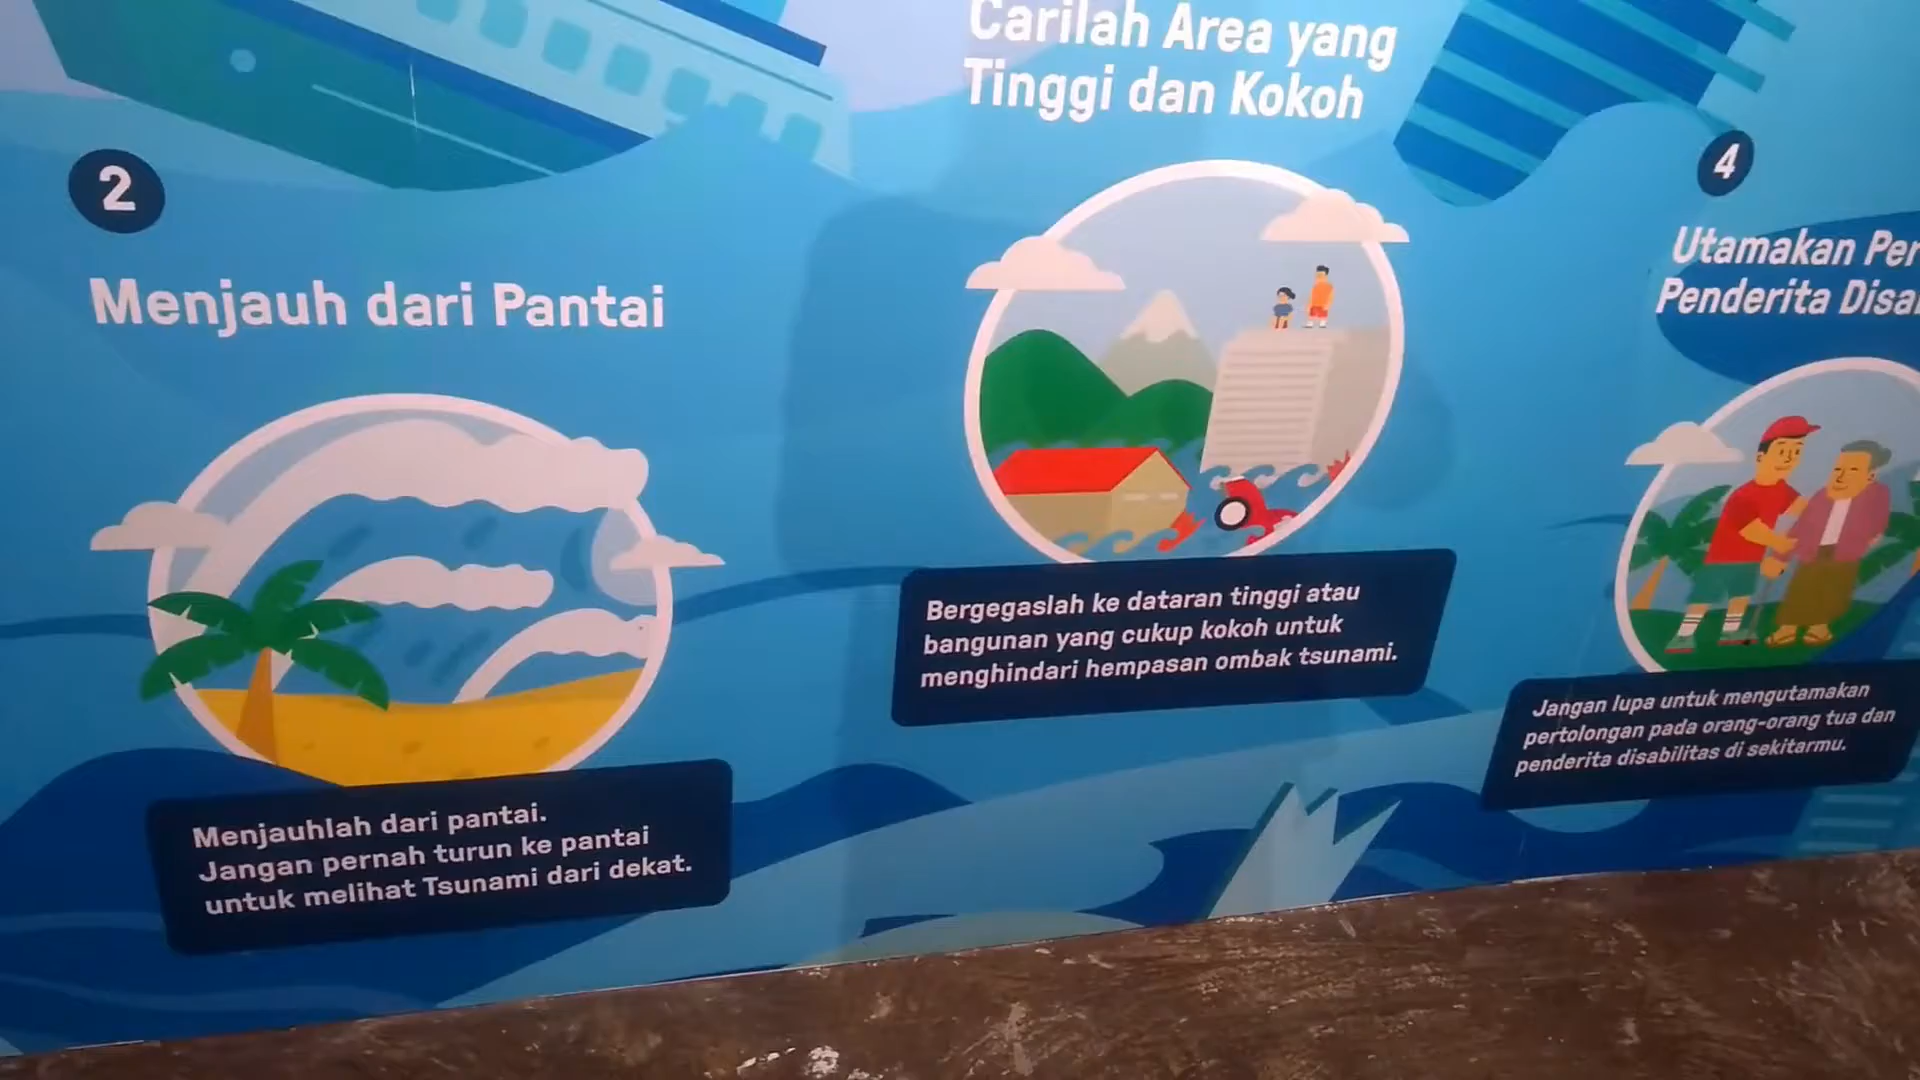 2
Menjauh dari Pantai
Menjauhlah dari pantai.
Jangan pernah turun ke pantai
untuk melihat Tsunami dari dekat.
Carilah Area yang
Tinggi dan Kokoh
Bergegaslah ke dataran tinggi atau
bangunan yang cukup kokoh untuk
menghindari hempasan ombak tsunami.
4
Utamakan
Penderita
Jangan lupa untuk mengutamakan
pertolongan pada orang-orang tua dan
penderita disabilitas di sekitarmu.